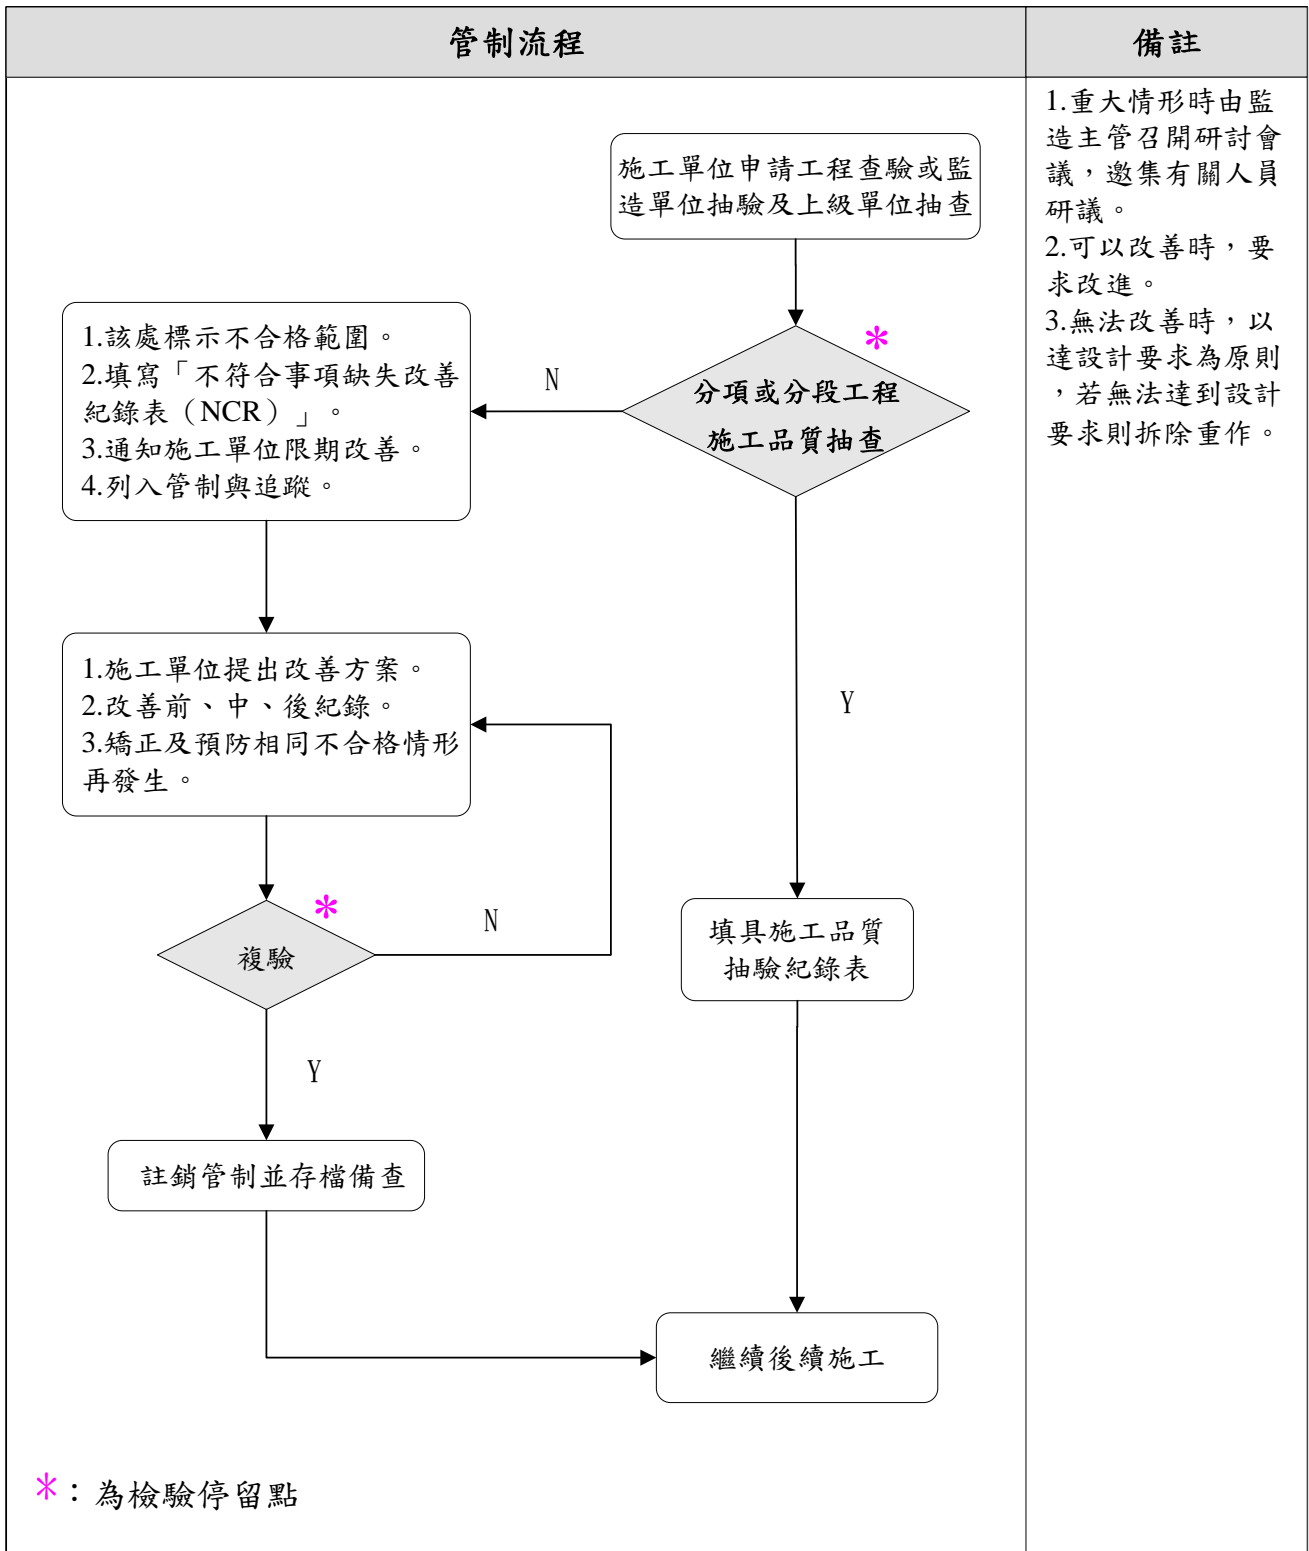 管制流程
備註
施工單位申請工程查驗或監
造單位抽驗及上級單位抽查
*
分項或分段工程
施工品質抽查
N
1.該處標示不合格範圍。
2.填寫「不符合事項缺失改善
紀錄表（NCR）」。
3.通知施工單位限期改善。
4.列入管制與追蹤。
1.施工單位提出改善方案。
2.改善前、中、後紀錄。
3.矯正及預防相同不合格情形
再發生。
Y
*
複驗
N
填具施工品質
抽驗紀錄表
Y
註銷管制並存檔備查
繼續後續施工
*：為檢驗停留點
1.重大情形時由監
造主管召開研討會
議，邀集有關人員
研議。
2.可以改善時，要
求改進。
3.無法改善時，以
達設計要求為原則
，若無法達到設計
要求則拆除重作。